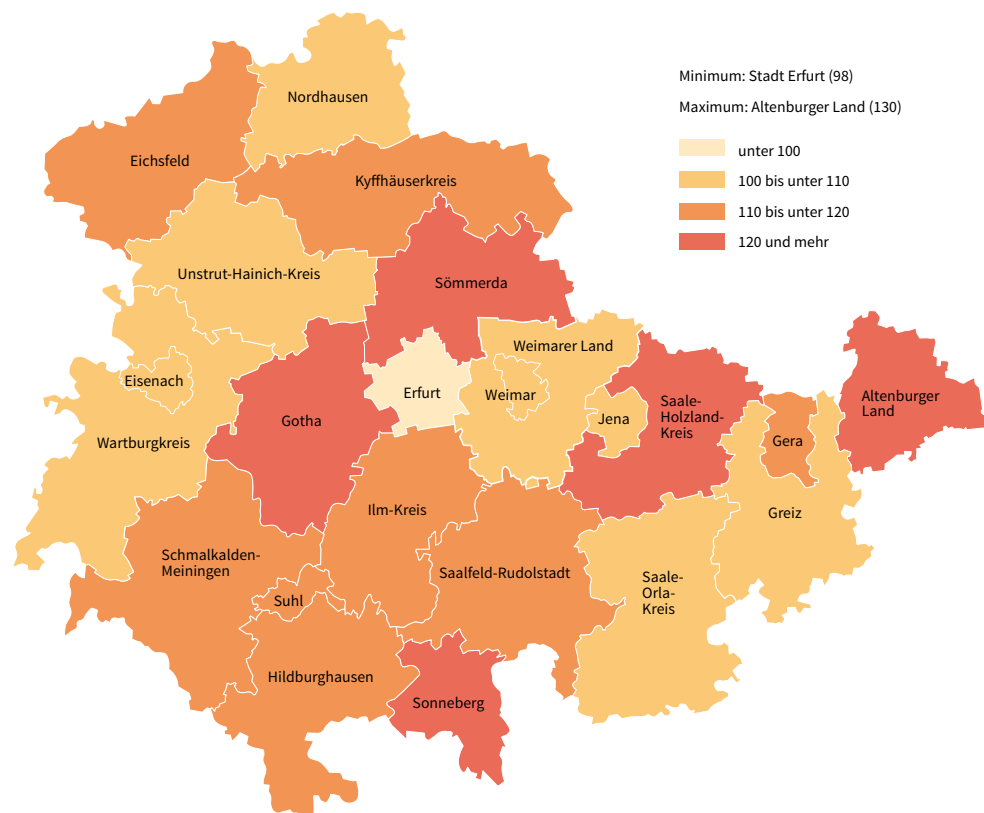 Minimum: Stadt Erfurt (98)
Maximum: Altenburger Land (130)
unter 100
100 bis unter 110
110 bis unter 120
120 und mehr
Nordhausen
Eichsfeld
Kyffhäuserkreis
Unstrut-Hainich-Kreis
Sömmerda
Weimarer Land
Eisenach
Erfurt
Weimar
Gotha
Jena
Saale-
Holzland-
Kreis
Altenburger
Land
Wartburgkreis
Gera
Ilm-Kreis
Greiz
Schmalkalden-
Meiningen
Saalfeld-Rudolstadt
Saale-
Orla-
Kreis
Suhl
Hildburghausen
Sonneberg